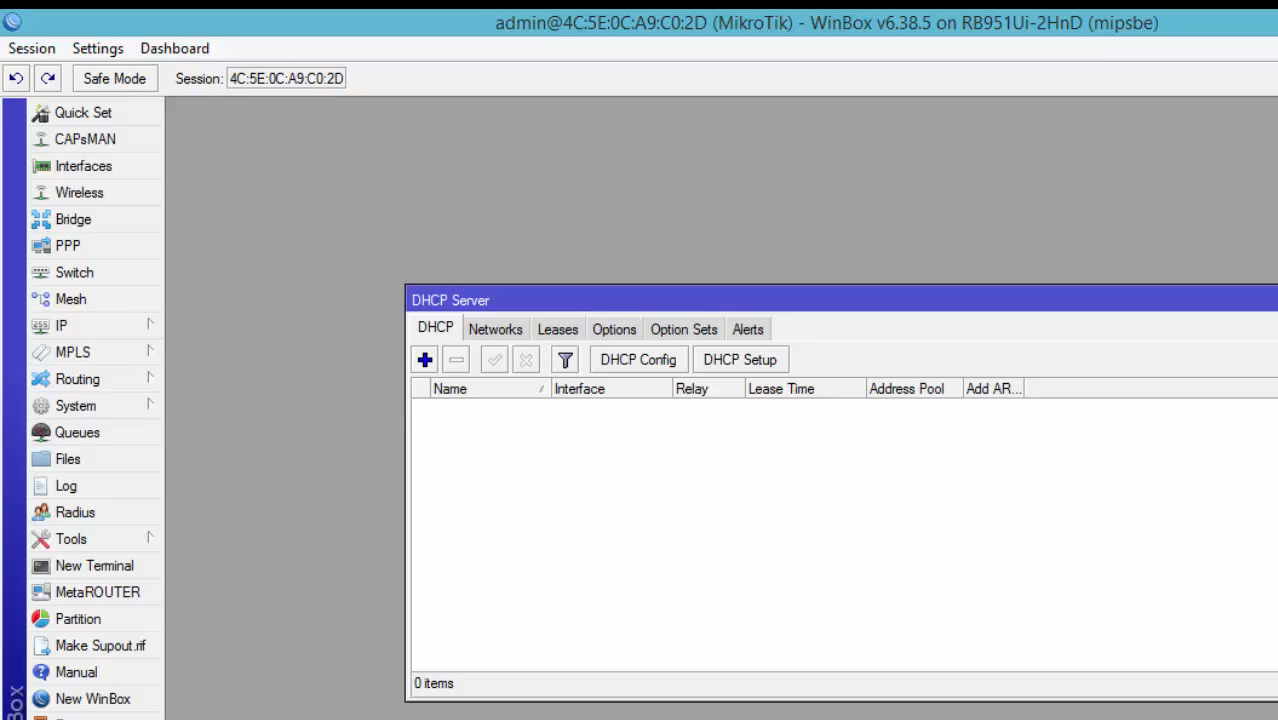 admin@4C:5E:0C:A9:C0:2D (MikroTik) - WinBox v6.38.5 on RB951Ui-2HnD (mipsbe)
Session Settings Dashboard
Safe Mode Session: 4C:5E:0C:A9:C0:2D
Quick Set
CAPsMAN
Interfaces
Wireless
Bridge
PPP
Switch
Mesh
IP
MPLS
Routing
System
Queues
Files
Log
Radius
Tools
New Terminal
MetaROUTER
Partition
Make Supout.rif
Manual
New WinBox
Box
DHCP Server
DHCP Networks Leases Options Option Sets Alerts
DHCP Config DHCP Setup
Name Interface Relay Lease Time Address Pool Add AR...
0 items